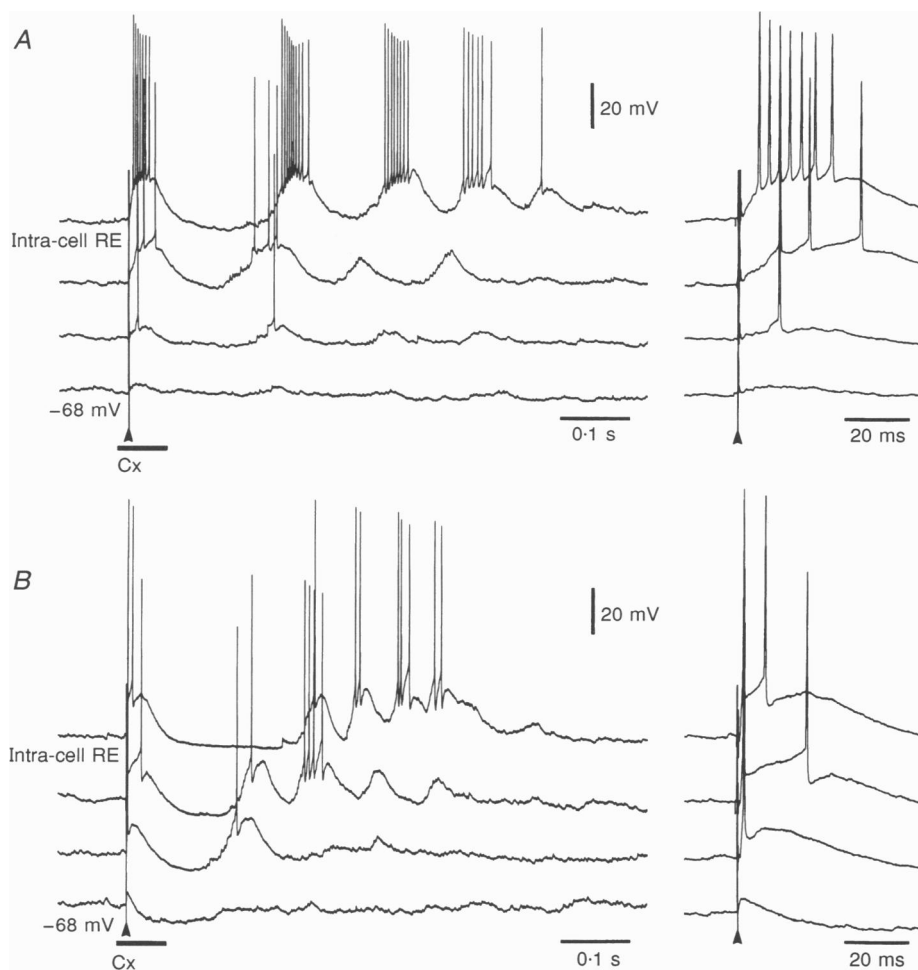 A
20 mV
Intra-cell RE
-68 mV
0·1 s
20 ms
Cx
B
20 mV
Intra-cell RE
-68 mV
0·1 s
20 ms
Cx